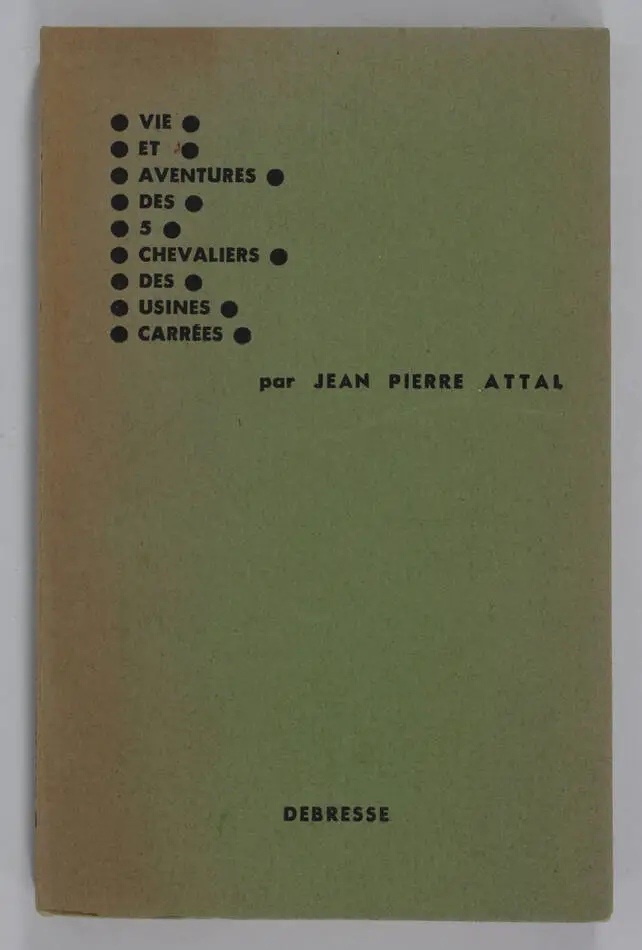 ● VIE ●
● ET ●
● AVENTURES ●
● DES ●
● 5 ●
● CHEVALIERS ●
● DES ●
● USINES ●
● CARRÉES ●
par JEAN PIERRE ATTAL
DEBRESSE